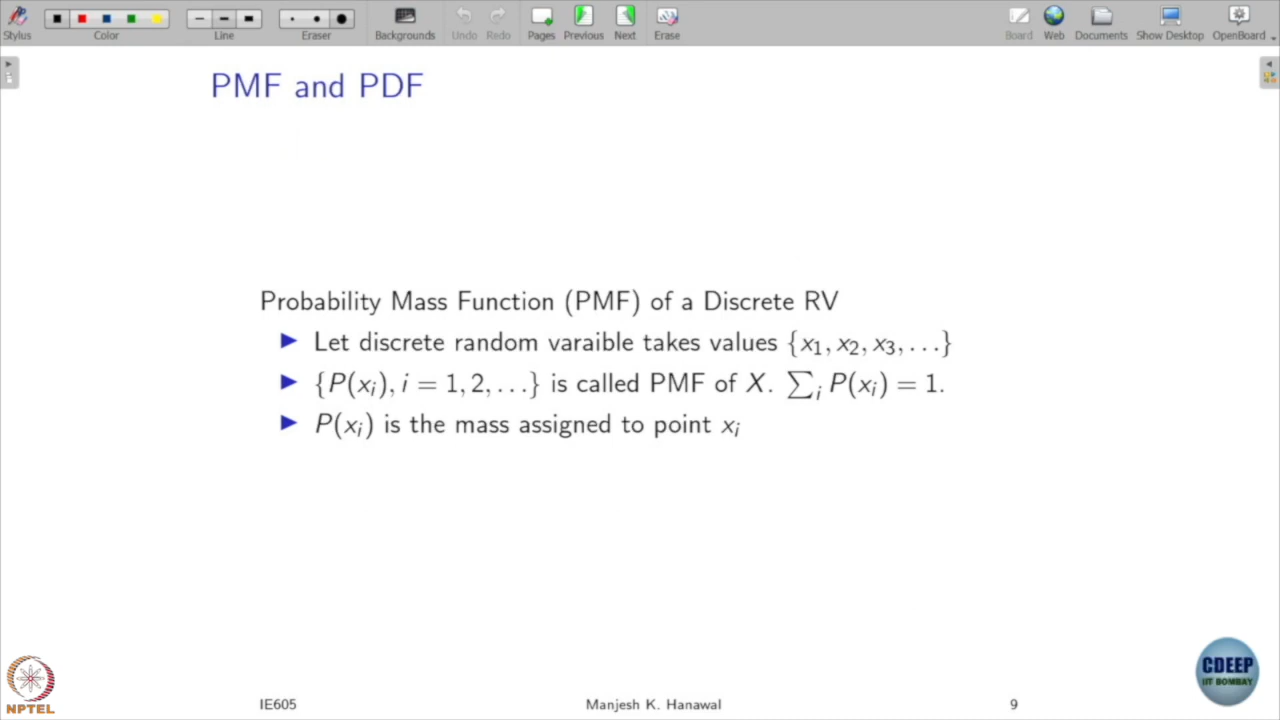 Stylus Color Line Eraser Backgrounds Undo Redo Pages Previous Next Erase Board Web Documents Show Desktop OpenBoard
PMF and PDF
Probability Mass Function (PMF) of a Discrete RV
▶ Let discrete random varaible takes values {x₁, x₂, x₃, . . .}
▶ {P(xᵢ), i = 1, 2, . . .} is called PMF of X. ∑ᵢ P(xᵢ) = 1.
▶ P(xᵢ) is the mass assigned to point xᵢ
CDEEP
IIT BOMBAY
NPTEL
IE605 Manjesh K. Hanawal 9